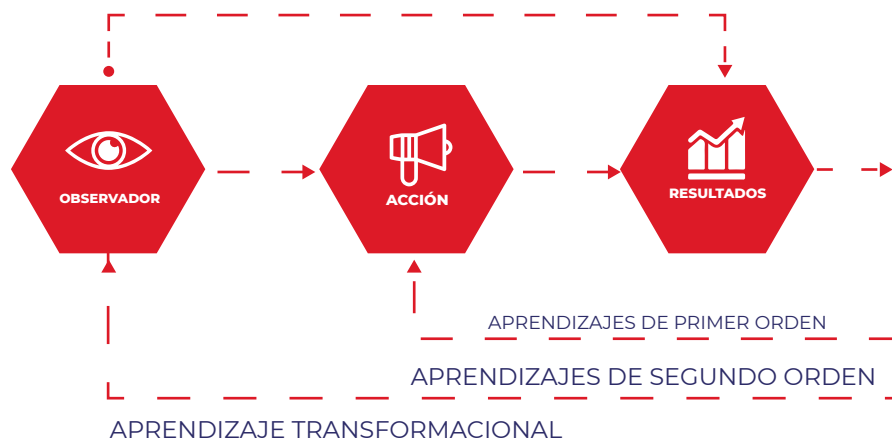 OBSERVADOR
ACCIÓN
RESULTADOS
APRENDIZAJES DE PRIMER ORDEN
APRENDIZAJES DE SEGUNDO ORDEN
APRENDIZAJE TRANSFORMACIONAL